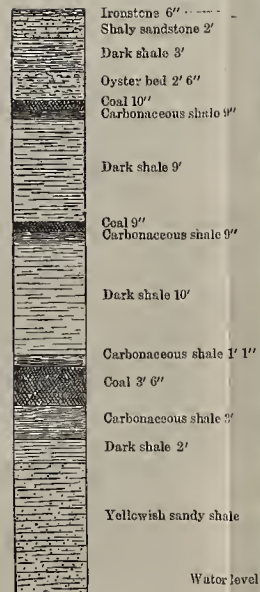 Ironstone 6"
Shaly sandstone 2'
Dark shale 3'
Oyster bed 2' 6"
Coal 10"
Carbonaceous shale 9"
Dark shale 9'
Coal 9"
Carbonaceous shale 9"
Dark shale 10'
Carbonaceous shale 1' 1"
Coal 3' 6"
Carbonaceous shale
Dark shale 2'
Yellowish sandy shale
Water level